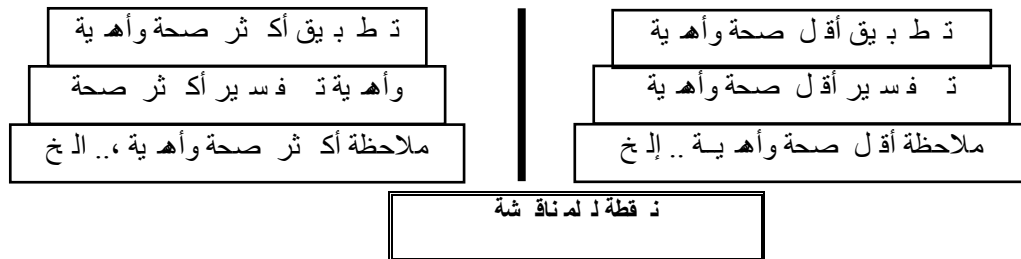 تطبيق أقل صحة وأهمية
تطبيق أكثر صحة وأهمية
تفسير أقل صحة وأهمية
وأهمية تفسير أكثر صحة
ملاحظة أقل صحة وأهميــة .. إلخ
ملاحظة أكثر صحة وأهمية ،.. الخ
نقطة للمناقشة